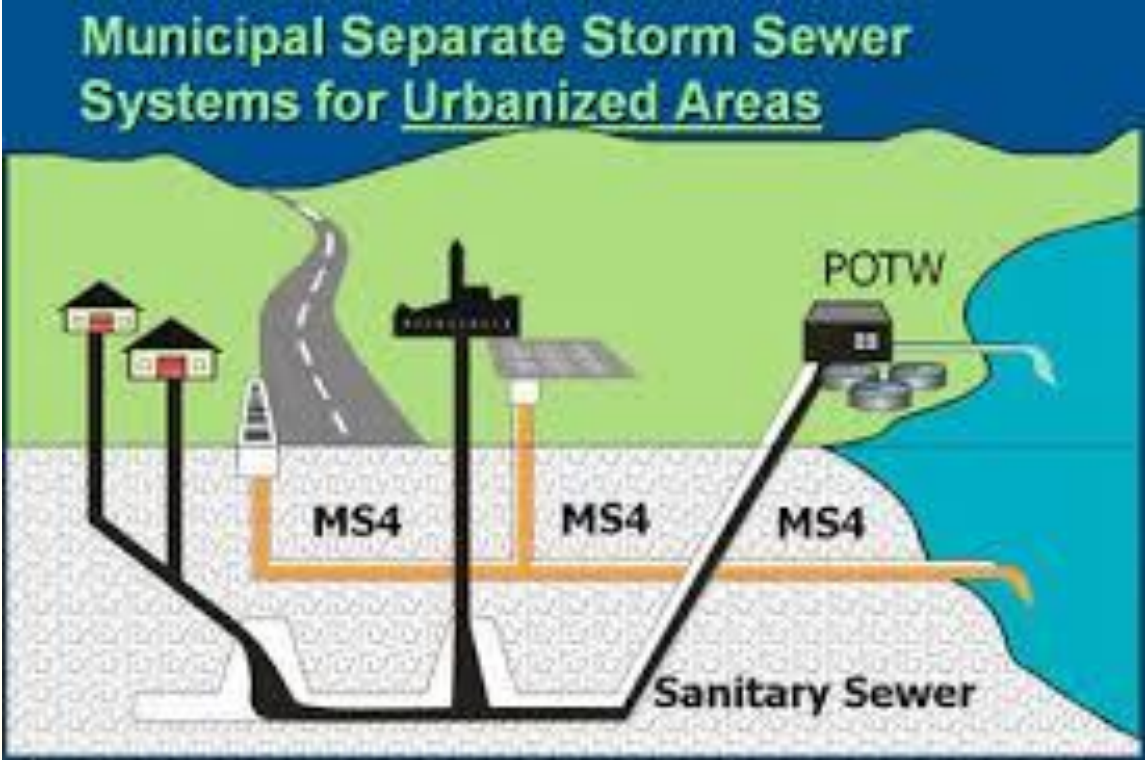 Municipal Separate Storm Sewer
Systems for Urbanized Areas
POTW
MS4
MS4
MS4
Sanitary Sewer